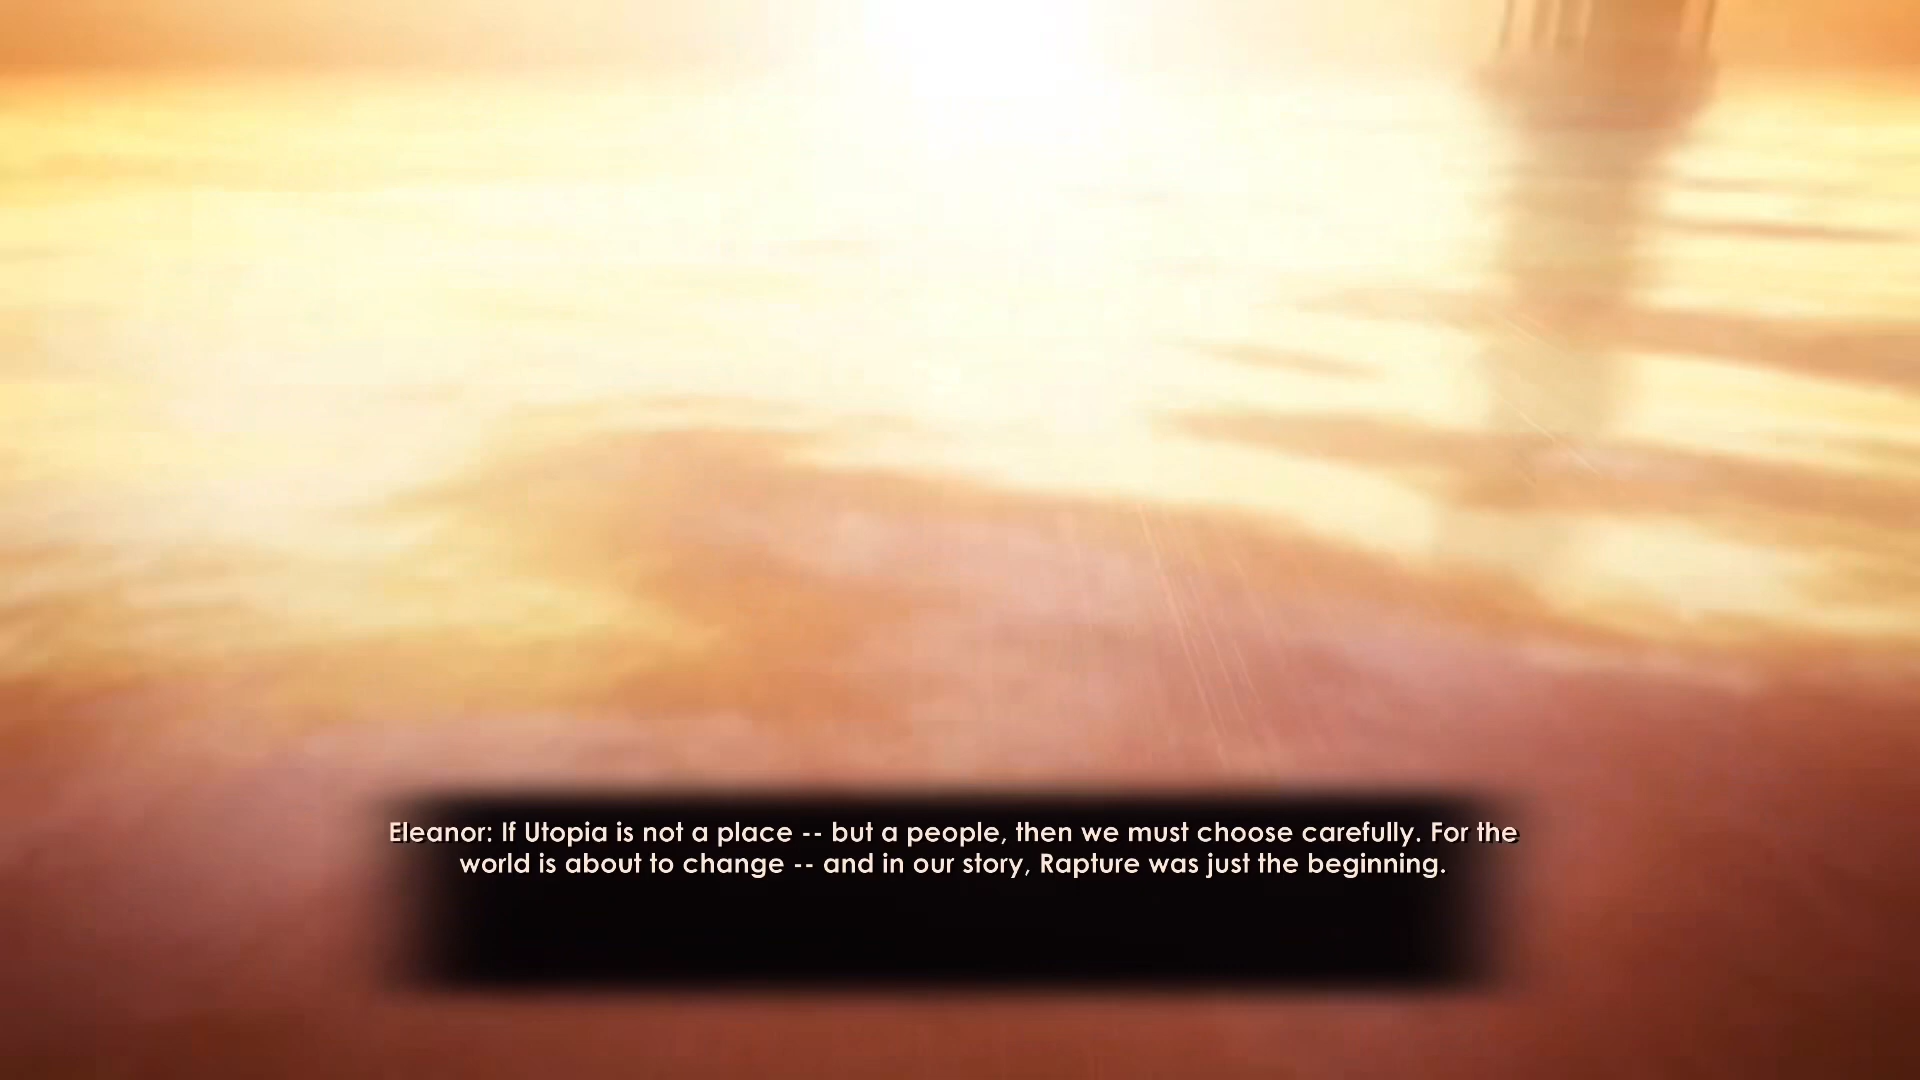 Eleanor: If Utopia is not a place -- but a people, then we must choose carefully. For the
world is about to change -- and in our story, Rapture was just the beginning.